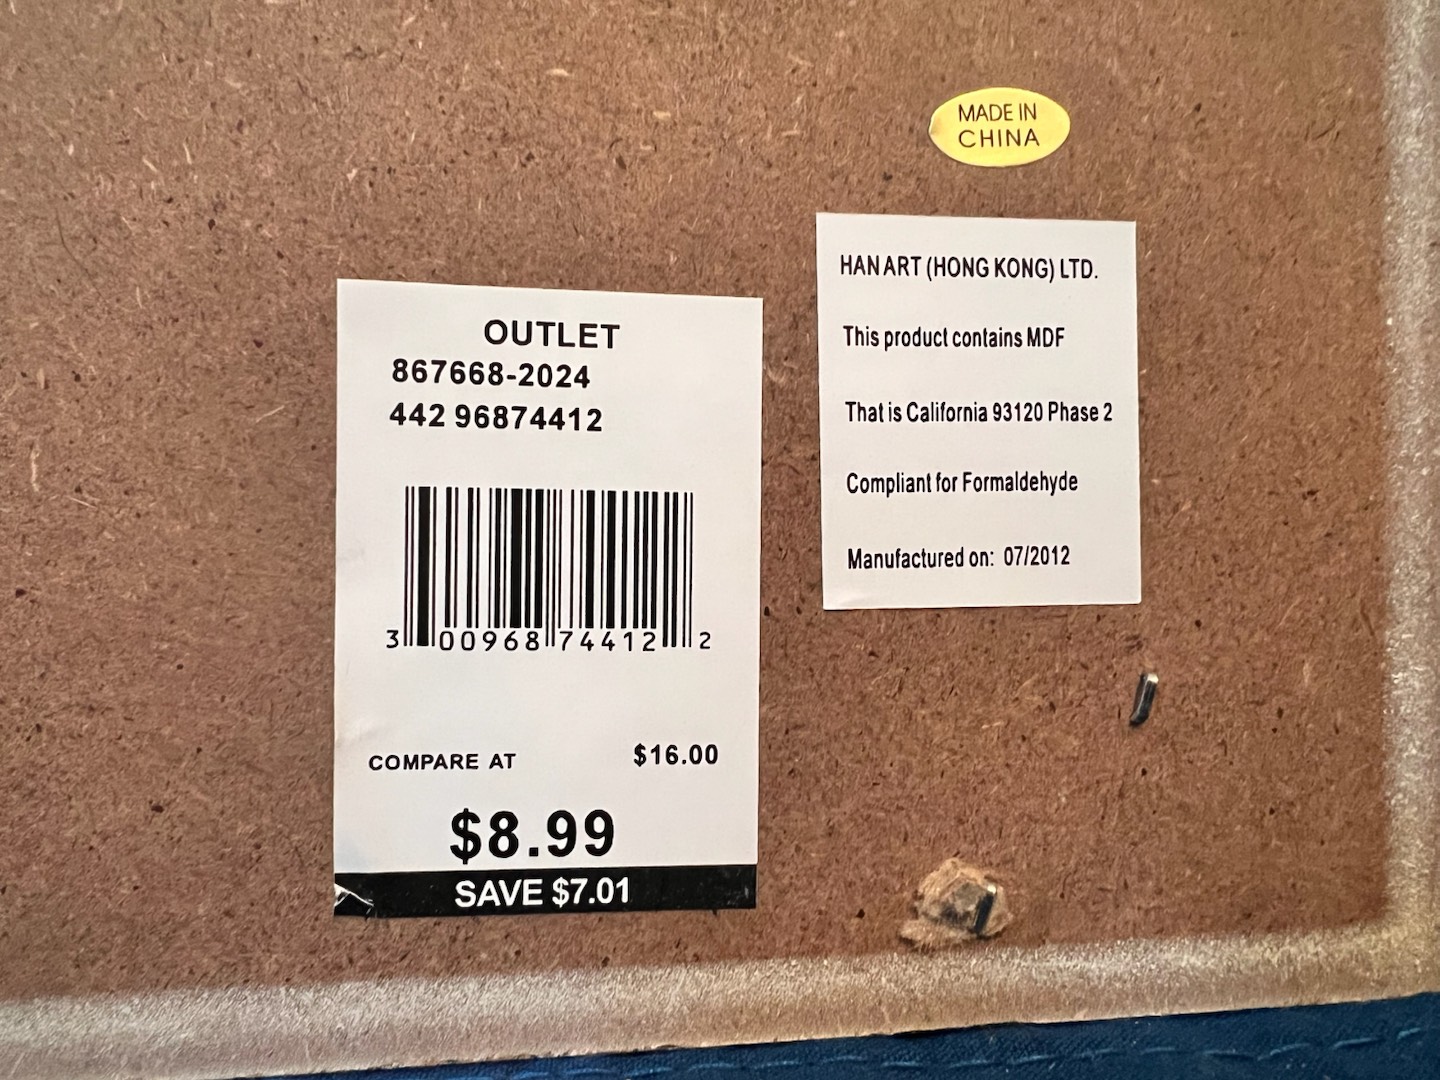 MADE IN
CHINA
HAN ART (HONG KONG) LTD.
This product contains MDF
That is California 93120 Phase 2
Compliant for Formaldehyde
Manufactured on: 07/2012
OUTLET
867668-2024
442 96874412
3 00968 74412 2
COMPARE AT $16.00
$8.99
SAVE $7.01